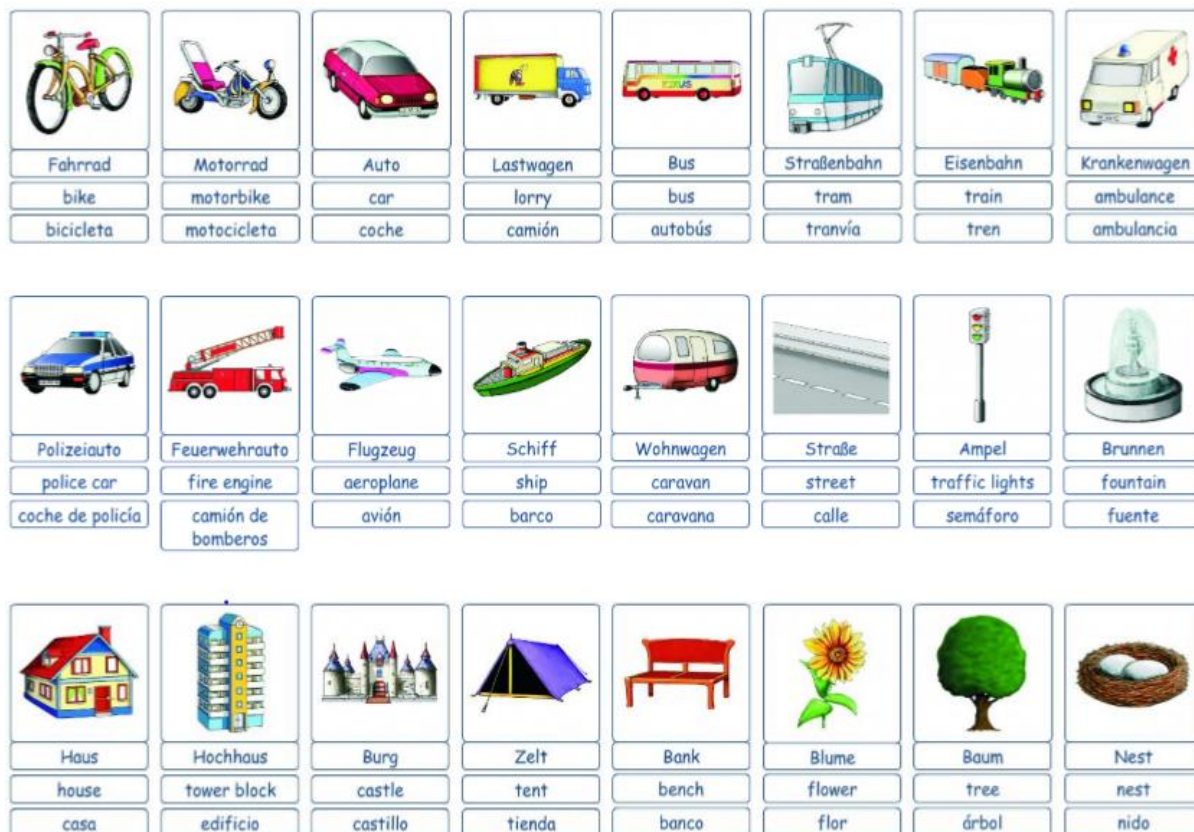 Fahrrad Motorrad Auto Lastwagen Bus Straßenbahn Eisenbahn Krankenwagen
bike motorbike car lorry bus tram train ambulance
bicicleta motocicleta coche camión autobús tranvía tren ambulancia
Polizeiauto Feuerwehrauto Flugzeug Schiff Wohnwagen Straße Ampel Brunnen
police car fire engine aeroplane ship caravan street traffic lights fountain
coche de policía camión de avión barco caravana calle semáforo fuente
bomberos
Haus Hochhaus Burg Zelt Bank Blume Baum Nest
house tower block castle tent bench flower tree nest
casa edificio castillo tienda banco flor árbol nido